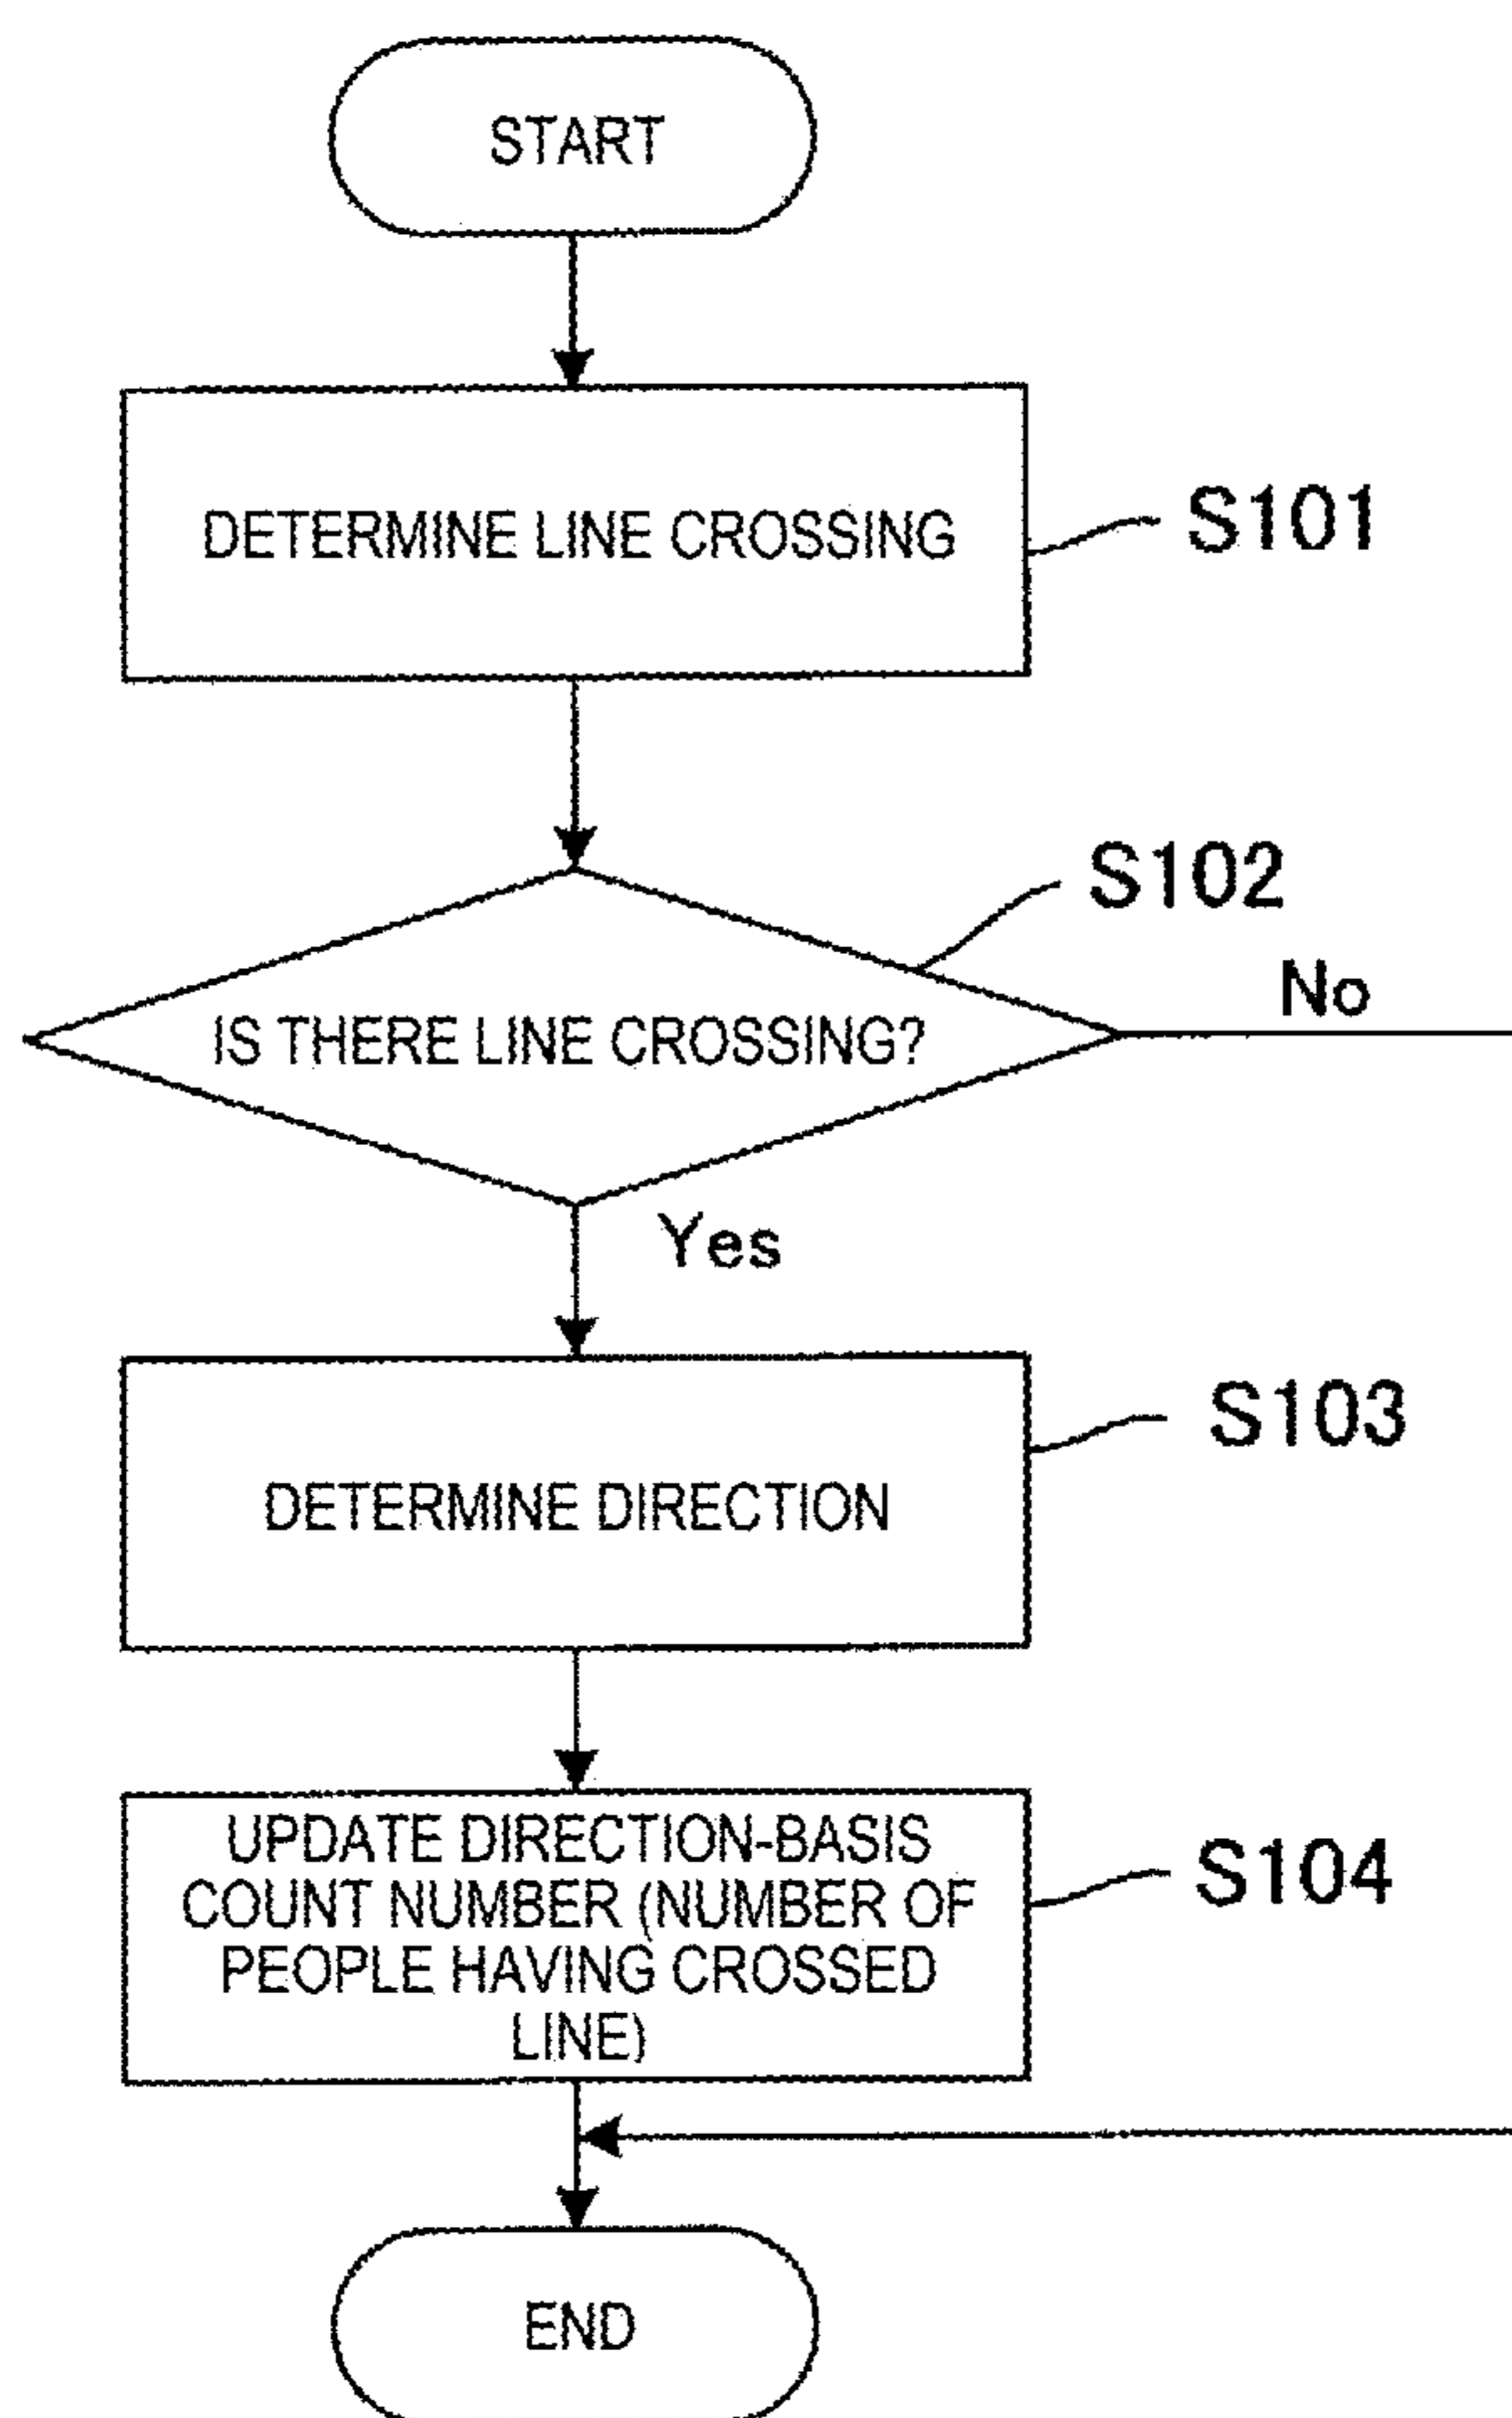 START
DETERMINE LINE CROSSING
S101
S102
IS THERE LINE CROSSING?
No
Yes
DETERMINE DIRECTION
S103
UPDATE DIRECTION-BASIS
COUNT NUMBER (NUMBER OF
PEOPLE HAVING CROSSED
LINE)
S104
END